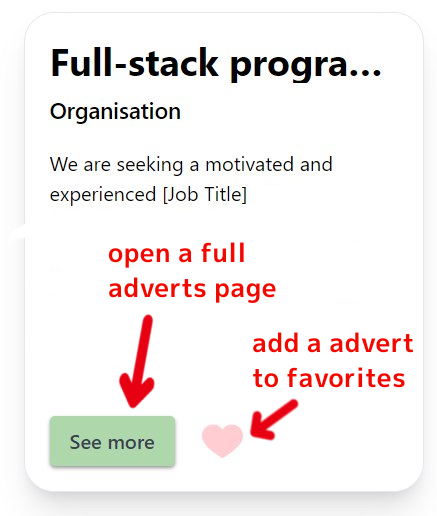 Full-stack progra...
Organisation
We are seeking a motivated and
experienced [Job Title]
open a full
adverts page
add a advert
to favorites
See more